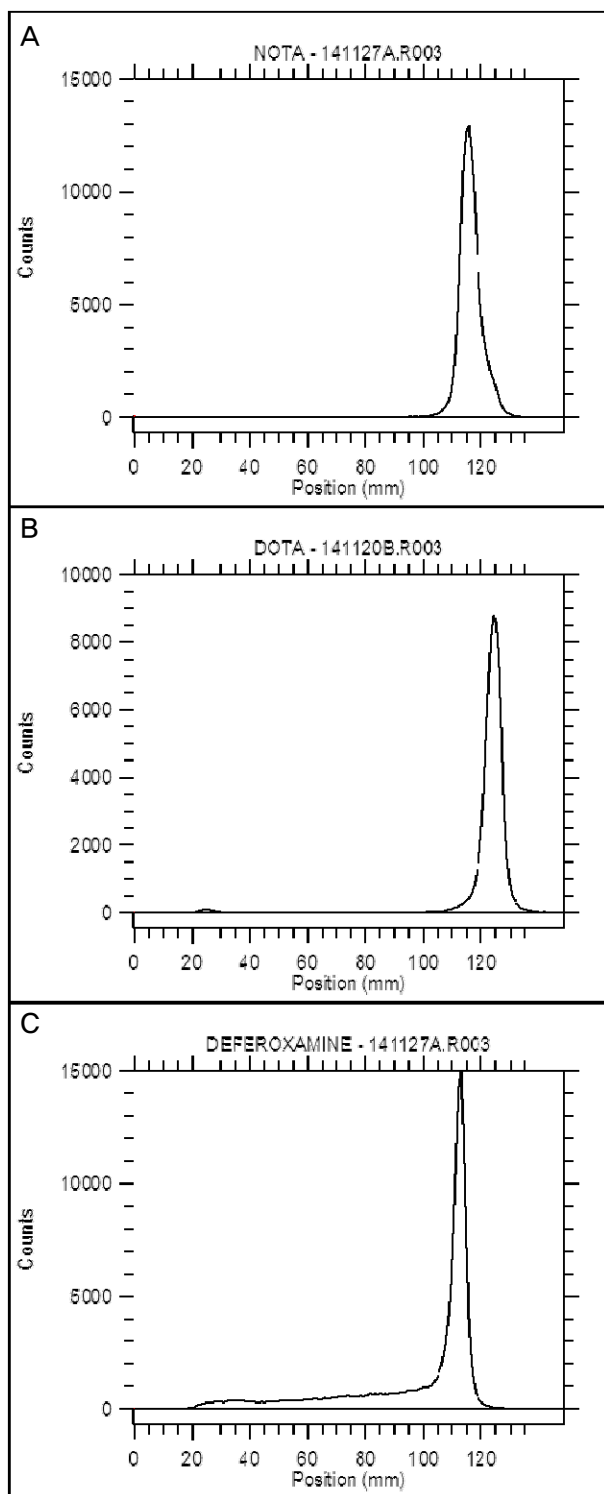 A
NOTA - 141127A.R003
15000
10000
5000
0
Counts
0 20 40 60 80 100 120
Position (mm)
B
DOTA - 141120B.R003
10000
8000
6000
4000
2000
0
Counts
0 20 40 60 80 100 120
Position (mm)
C
DEFEROXAMINE - 141127A.R003
15000
10000
5000
0
Counts
0 20 40 60 80 100 120
Position (mm)